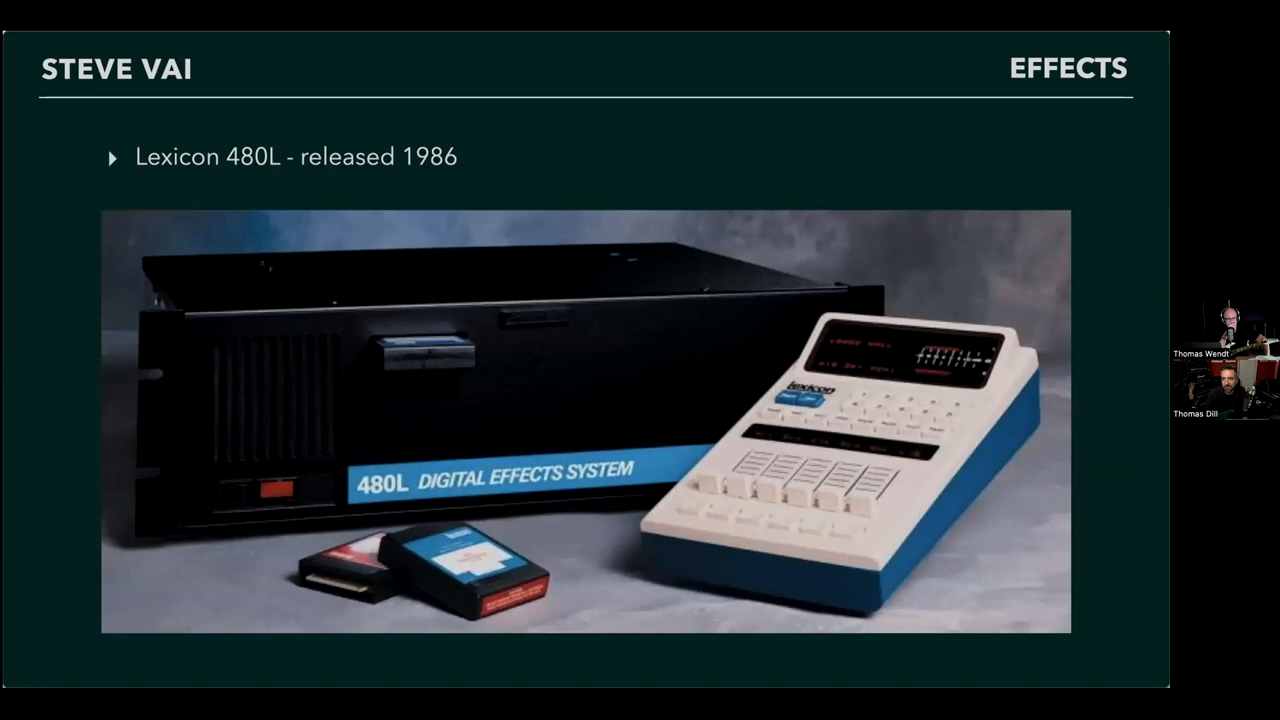 STEVE VAI
EFFECTS
Lexicon 480L - released 1986
lexicon
480L DIGITAL EFFECTS SYSTEM
Thomas Wendt
Thomas Dill